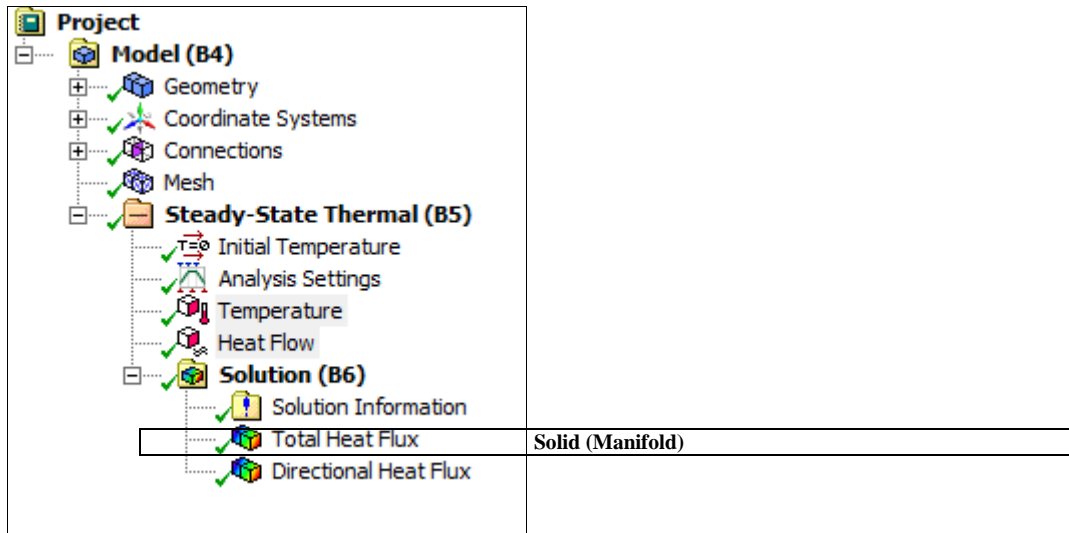 Project
Model (B4)
Geometry
Coordinate Systems
Connections
Mesh
Steady-State Thermal (B5)
T=0 Initial Temperature
Analysis Settings
Temperature
Heat Flow
Solution (B6)
Solution Information
Total Heat Flux Solid (Manifold)
Directional Heat Flux